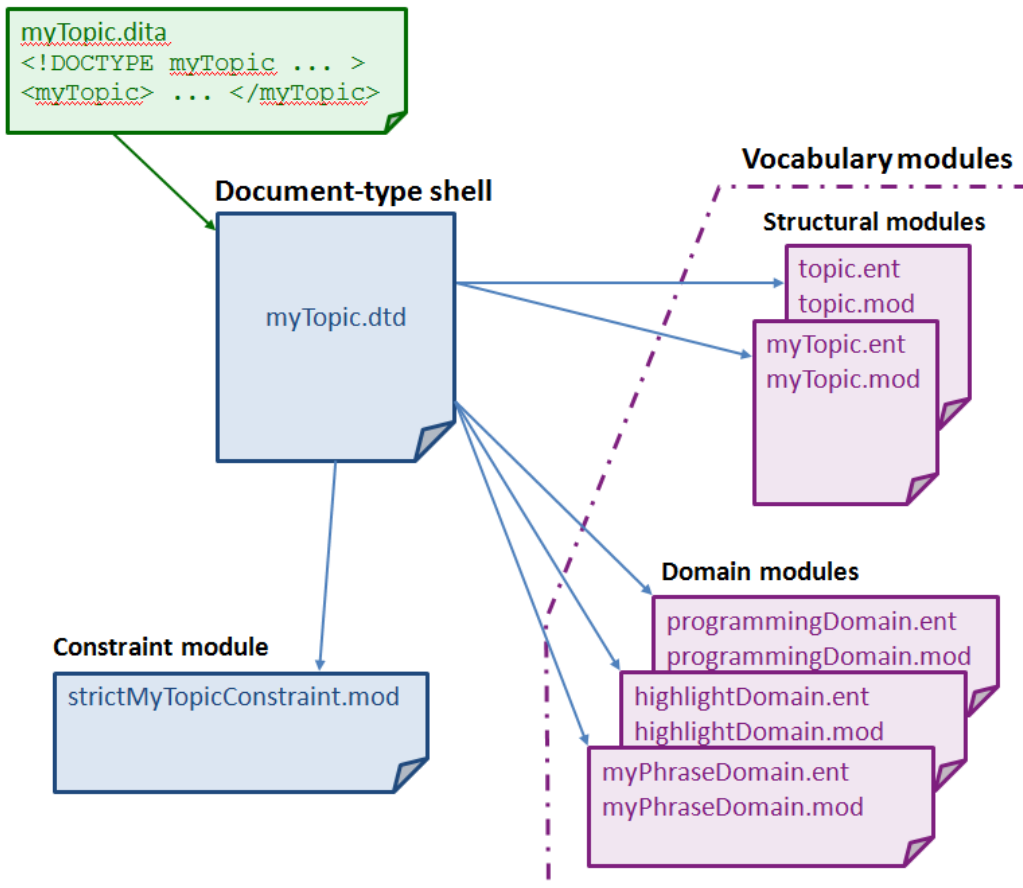 myTopic.dita
<!DOCTYPE myTopic ... >
<myTopic> ... </myTopic>
Document-type shell
myTopic.dtd
Vocabulary modules
Structural modules
topic.ent
topic.mod
myTopic.ent
myTopic.mod
Constraint module
strictMyTopicConstraint.mod
Domain modules
programmingDomain.ent
programmingDomain.mod
highlightDomain.ent
highlightDomain.mod
myPhraseDomain.ent
myPhraseDomain.mod